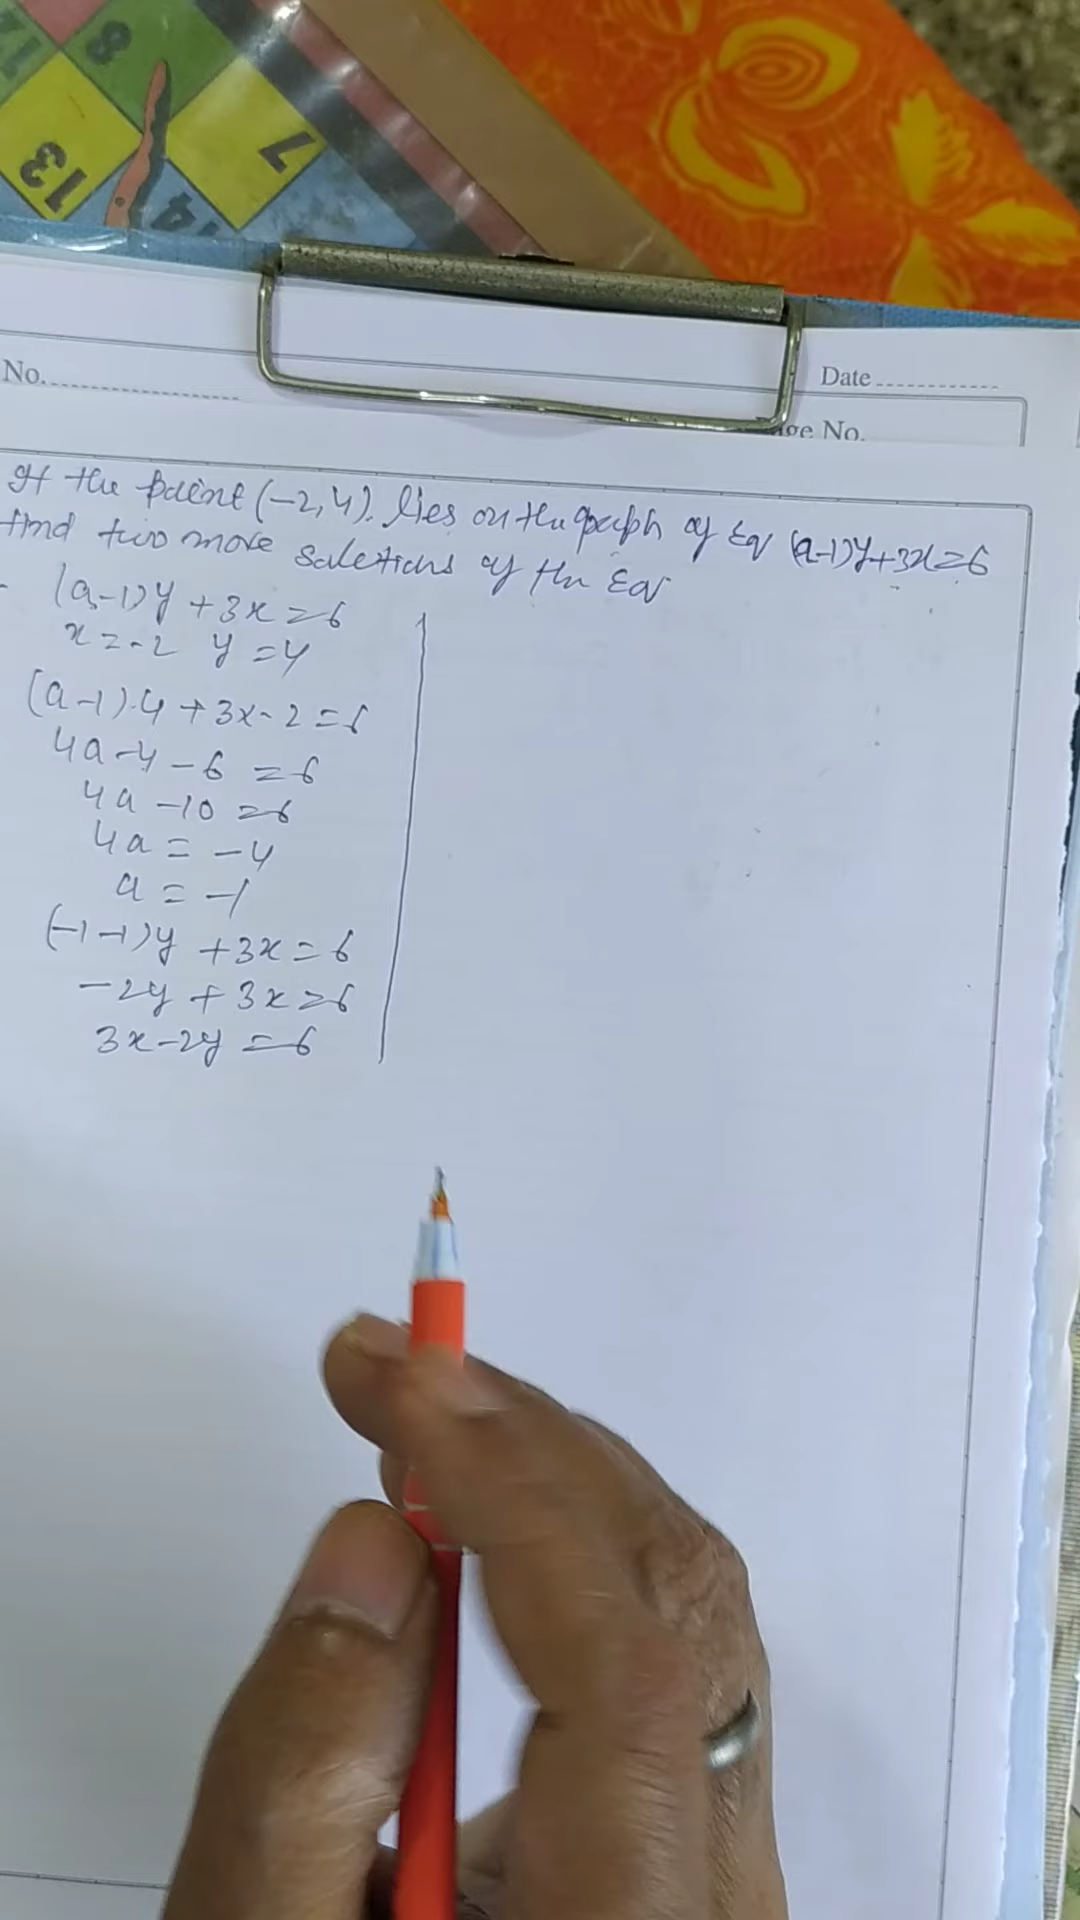 8
12
7
13
14
No.
Date
ge No.
If the point (-2, 4). lies on the graph of Eq (a-1)y+3x=6
find two more solutions of the Eq
(a-1)y + 3x = 6
x = -2 y = 4
(a-1).4 + 3x-2 = 6
4a - 4 - 6 = 6
4a - 10 = 6
4a = -4
a = -1
(-1-1)y + 3x = 6
-2y + 3x = 6
3x - 2y = 6